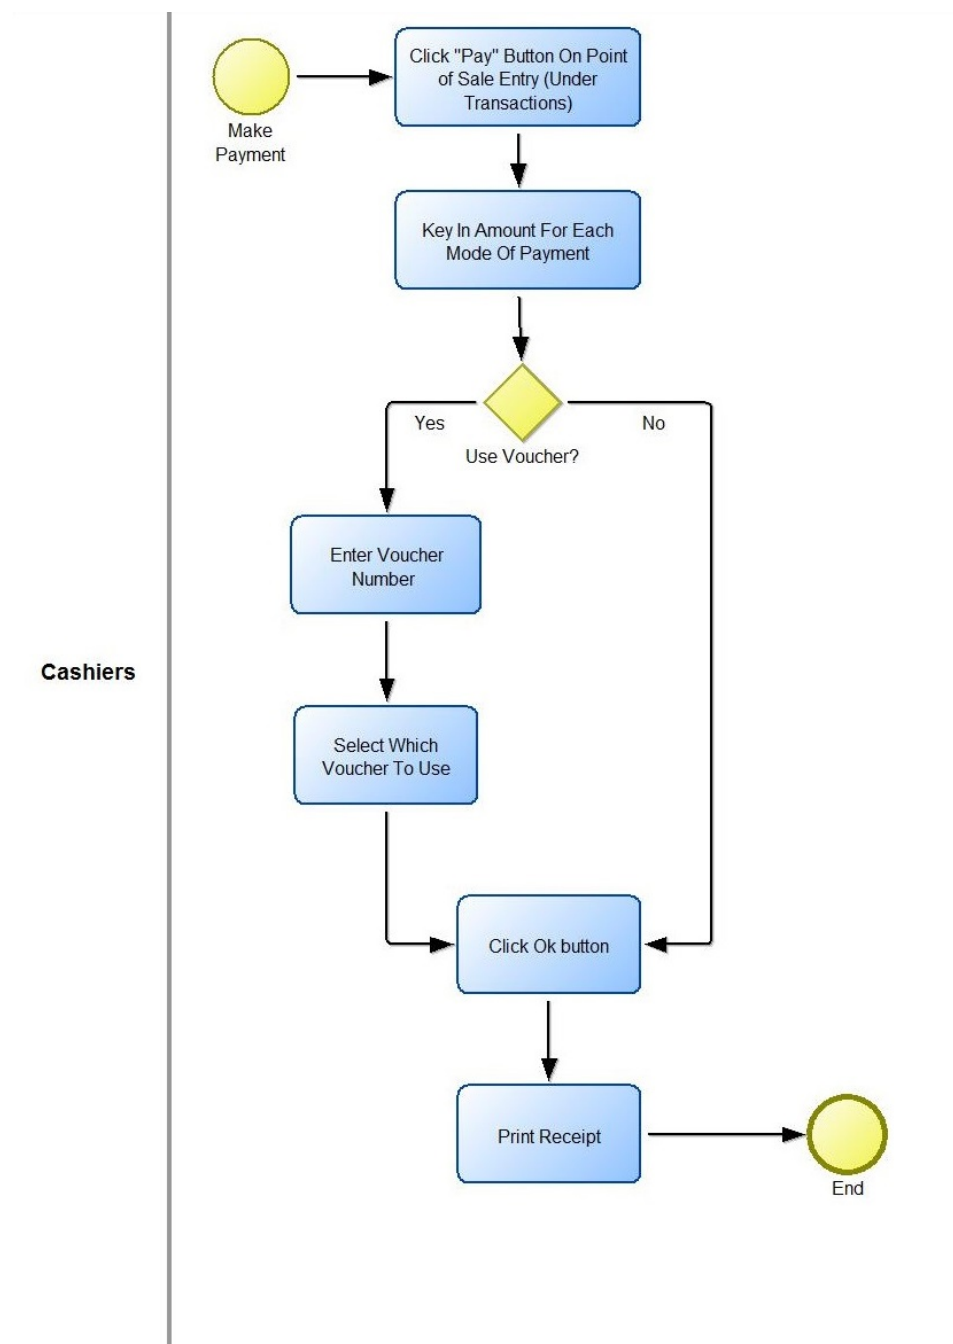 Click "Pay" Button On Point
of Sale Entry (Under
Transactions)
Make
Payment
Key In Amount For Each
Mode Of Payment
Yes
No
Use Voucher?
Enter Voucher
Number
Cashiers
Select Which
Voucher To Use
Click Ok button
Print Receipt
End